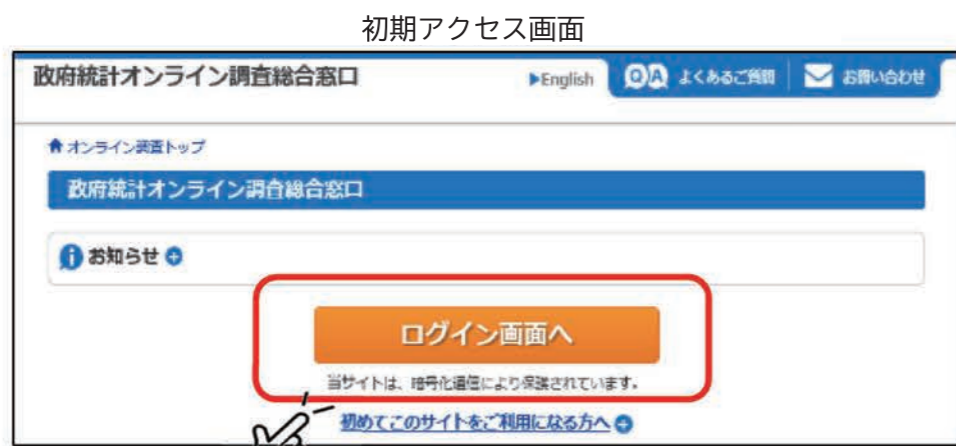 初期アクセス画面
政府統計オンライン調査総合窓口
▶English
QA よくあるご質問
お問い合わせ
オンライン調査トップ
政府統計オンライン調査総合窓口
お知らせ
ログイン画面へ
当サイトは、暗号化通信により保護されています。
初めてこのサイトをご利用になる方へ